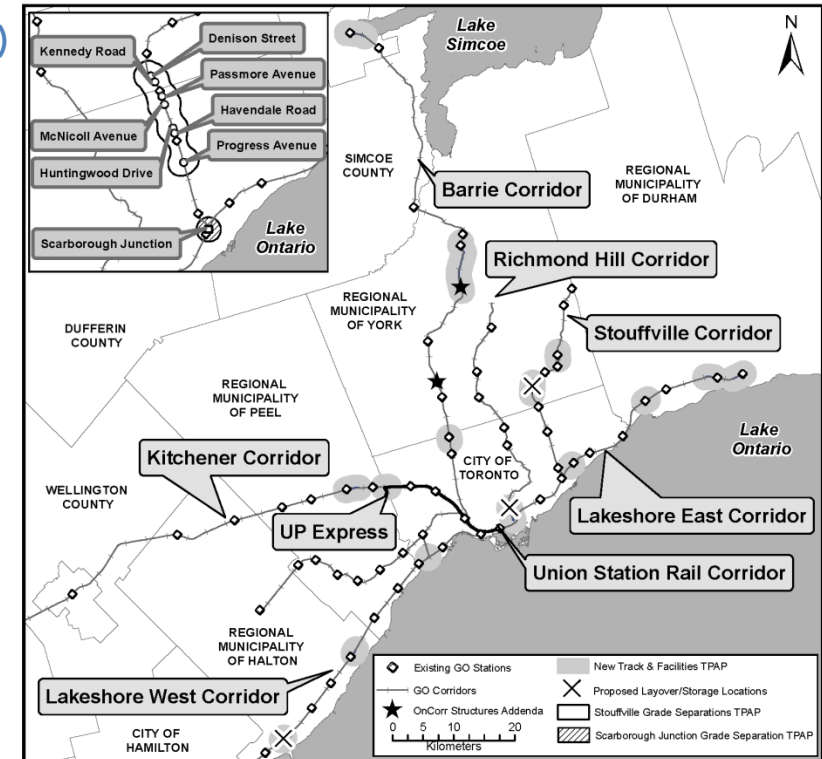 )
Denison Street
Kennedy Road
Passmore Avenue
Havendale Road
McNicoll Avenue
Progress Avenue
Huntingwood Drive
Scarborough Junction
Lake
Ontario
Lake
Simcoe
N
SIMCOE
COUNTY
Barrie Corridor
REGIONAL
MUNICIPALITY
OF DURHAM
Richmond Hill Corridor
REGIONAL
MUNICIPALITY
OF YORK
Stouffville Corridor
DUFFERIN
COUNTY
REGIONAL
MUNICIPALITY
OF PEEL
Lake
Ontario
Kitchener Corridor
CITY OF
TORONTO
WELLINGTON
COUNTY
UP Express
Lakeshore East Corridor
Union Station Rail Corridor
REGIONAL
MUNICIPALITY
OF HALTON
Lakeshore West Corridor
CITY OF
HAMILTON
Existing GO Stations
GO Corridors
OnCorr Structures Addenda
0 5 10 20
Kilometers
New Track & Facilities TPAP
Proposed Layover/Storage Locations
Stouffville Grade Separations TPAP
Scarborough Junction Grade Separation TPAP